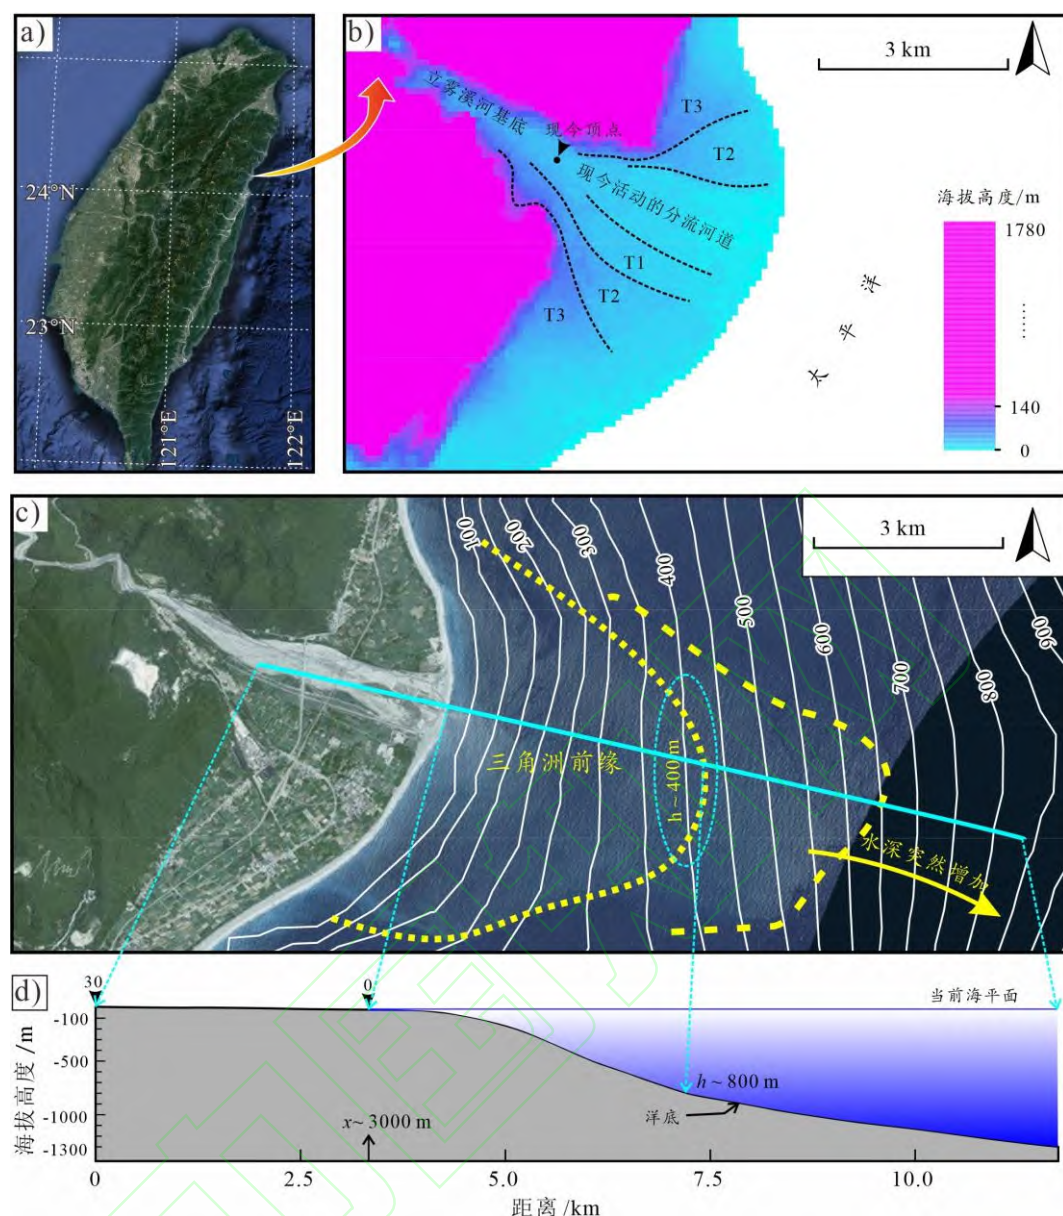 a)
24°N
23°N
121°E
122°E
b)
3 km
立雾溪河基底
现今顶点
T3
T2
现今活动的分流河道
T1
T2
T3
太平洋
海拔高度/m
1780
140
0
c)
3 km
100
200
300
400
500
600
700
800
900
三角洲前缘
h ~ 400 m
水深突然增加
d)
30
0
当前海平面
海拔高度 /m
-100
-500
-1000
-1300
x~ 3000 m
h ~ 800 m
洋底
0
2.5
5.0
7.5
10.0
距离 /km